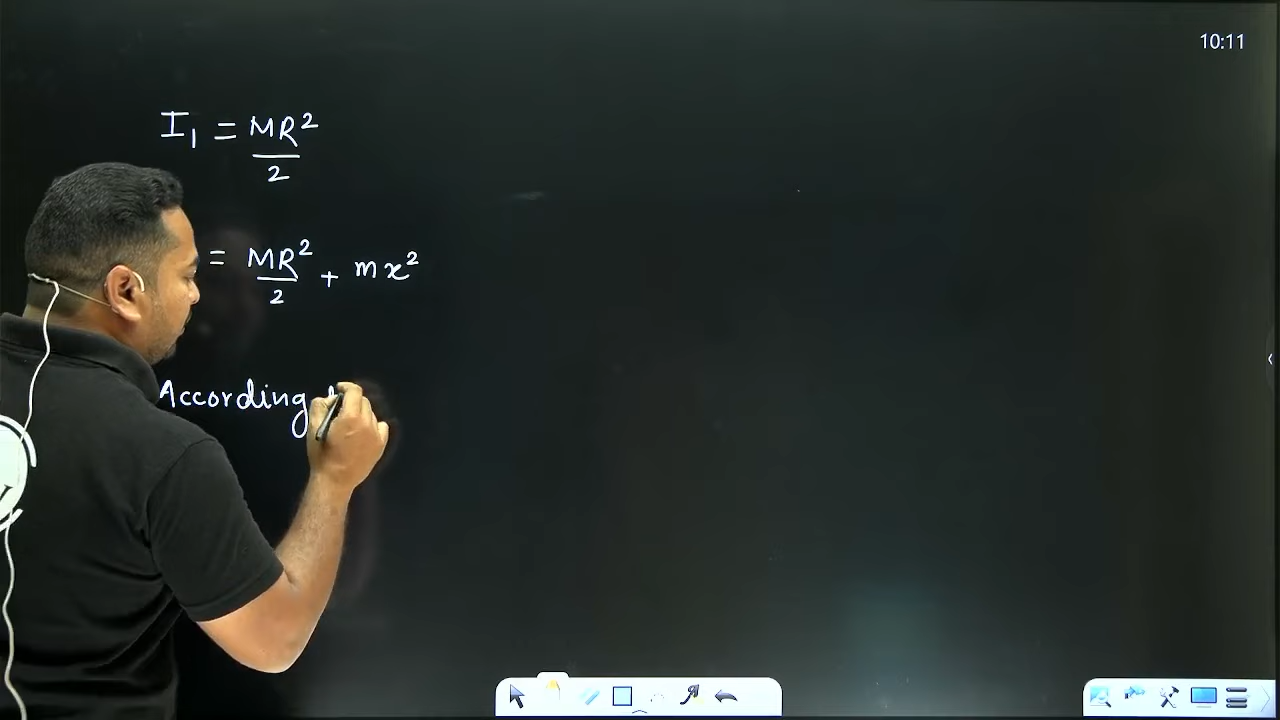 10:11
I₁ = MR²/2
= MR²/2 + mx²
According